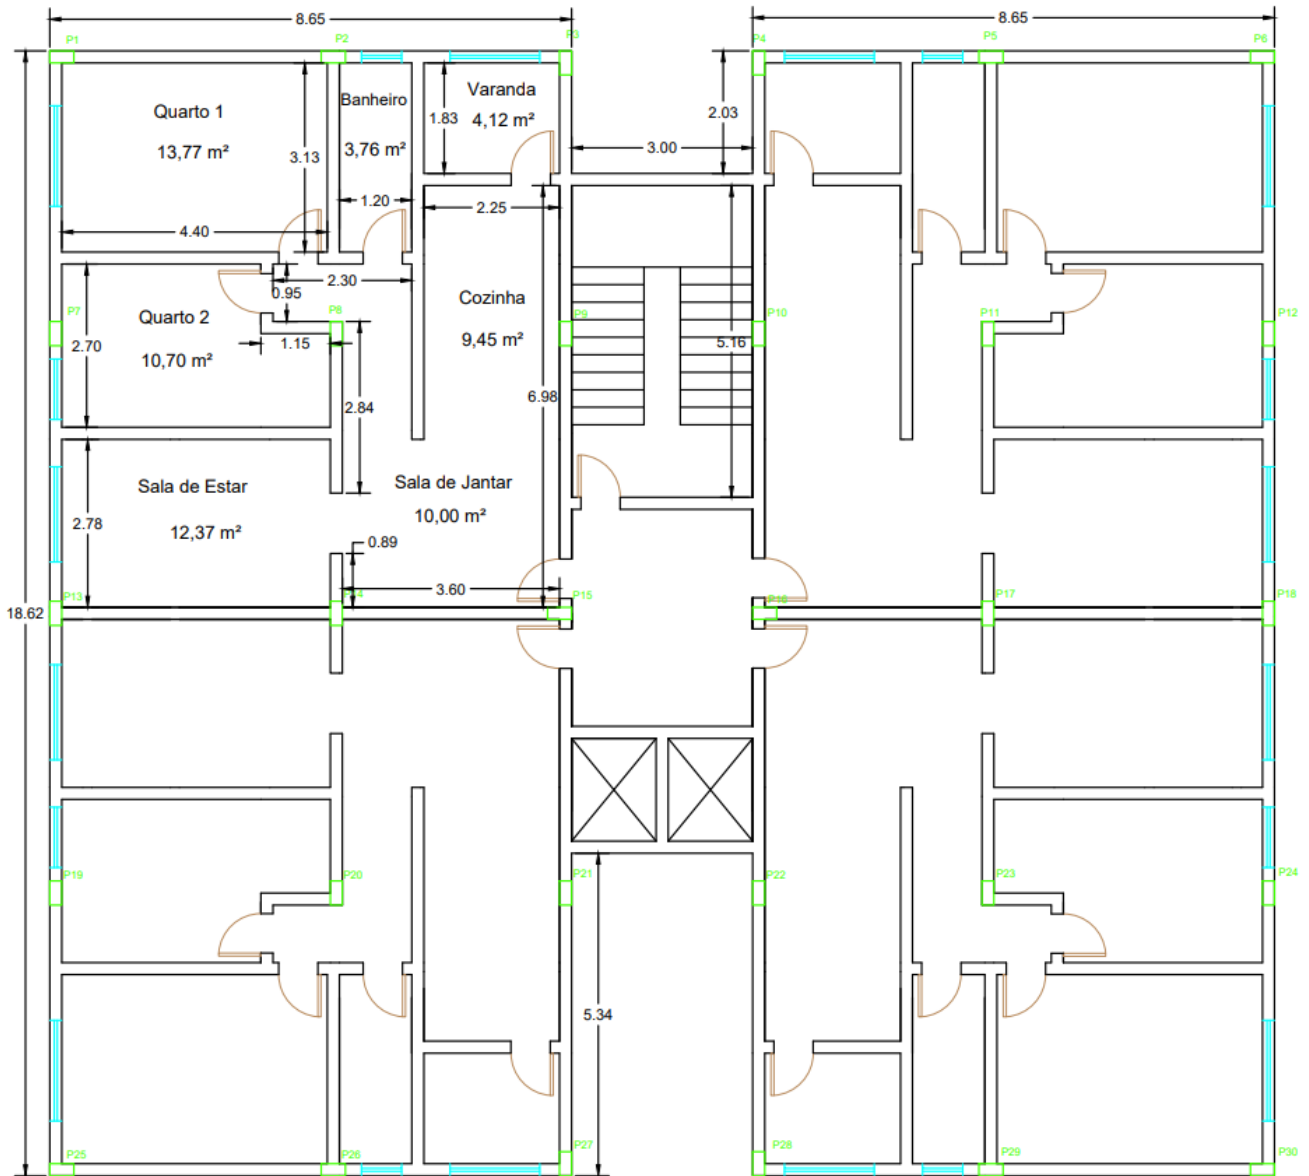 8.65
8.65
P1
P2
P3
P4
P5
P6
Quarto 1
13,77 m²
Banheiro
3,76 m²
Varanda
4,12 m²
1.83
2.03
3.13
3.00
1.20
2.25
4.40
2.30
0.95
Quarto 2
10,70 m²
Cozinha
9,45 m²
P7
P8
P9
P10
P11
P12
2.70
1.15
5.16
2.84
6.98
Sala de Estar
12,37 m²
Sala de Jantar
10,00 m²
2.78
0.89
3.60
P13
P14
P15
P16
P17
P18
18.62
P19
P20
P21
P22
P23
P24
5.34
P25
P26
P27
P28
P29
P30